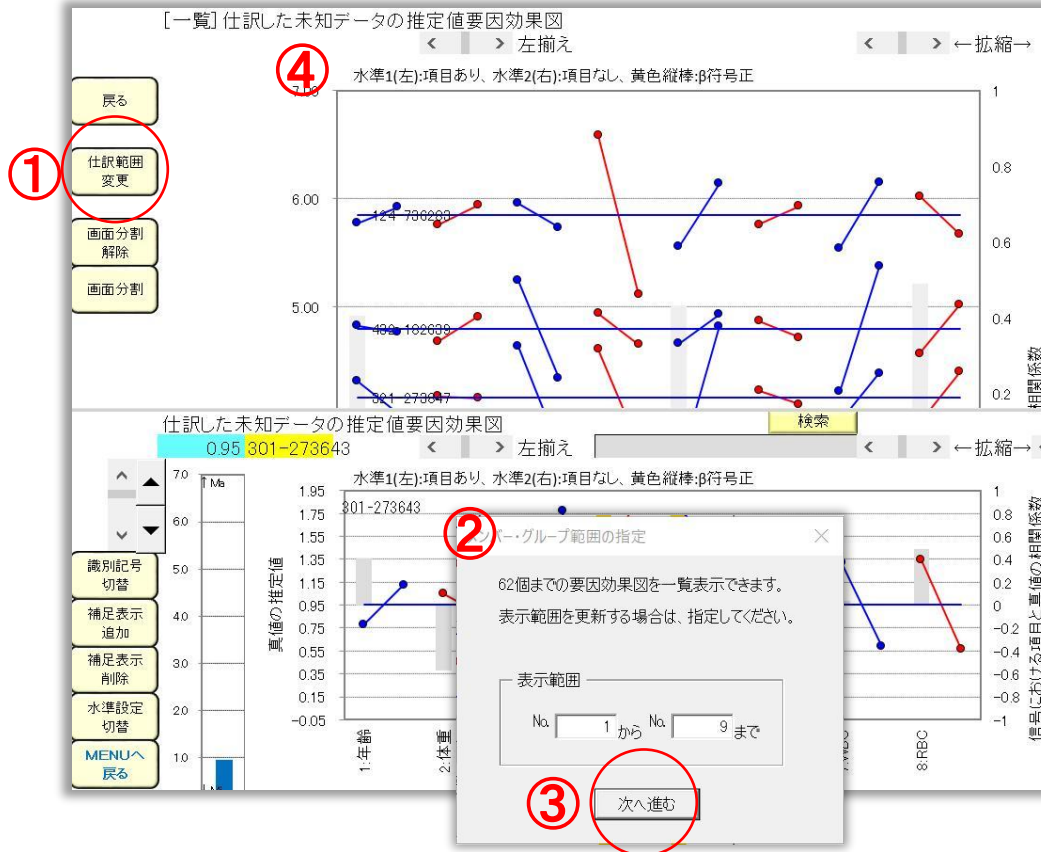 [一覧]仕訳した未知データの推定値要因効果図
左揃え
←拡縮→
④
水準1(左):項目あり、水準2(右):項目なし、黄色縦棒:β符号正
戻る
①
仕訳範囲
変更
画面分割
解除
画面分割
7.00
6.00
5.00
124-736283
321-273647
1
0.8
0.6
0.4
0.2
相関係数
仕訳した未知データの推定値要因効果図
検索
0.95 301-273643
左揃え
←拡縮→
水準1(左):項目あり、水準2(右):項目なし、黄色縦棒:β符号正
301-273643
識別記号
切替
補足表示
追加
補足表示
削除
水準設定
切替
MENUへ
戻る
7.0
↑Ma
6.0
5.0
4.0
3.0
2.0
1.0
真値の推定値
1.95
1.75
1.55
1.35
1.15
0.95
0.75
0.55
0.35
0.15
-0.05
1:年齢
2:体重
8:RBC
1
0.8
0.6
0.4
0.2
0
-0.2
-0.4
-0.6
-0.8
-1
信号における項目と真値の相関係数
②
ンバー・グループ範囲の指定
62個までの要因効果図を一覧表示できます。
表示範囲を更新する場合は、指定してください。
表示範囲
No. 1 から No. 9 まで
③
次へ進む